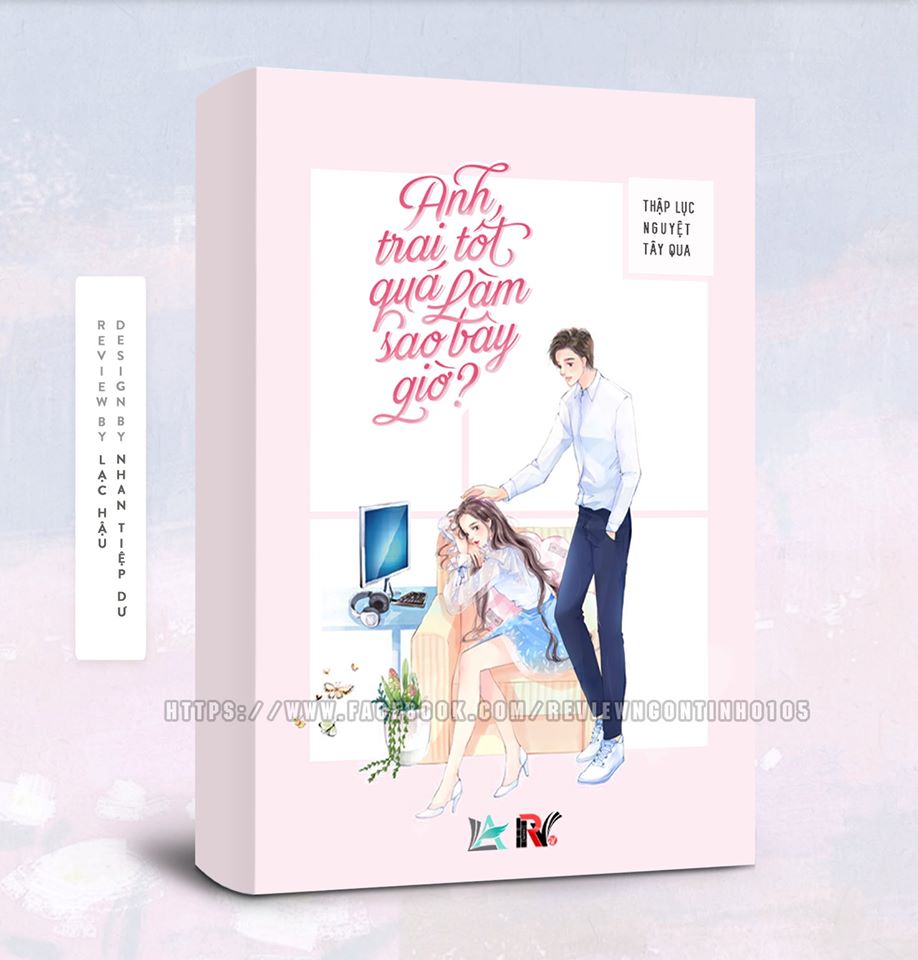 Anh,
trai tốt
quá Làm
sao bây
giờ?
THẬP LỤC
NGUYỆT
TÂY QUA
REVIEW BY LẠC HẬU
DESIGN BY NHAN TIỆP DƯ
HTTPS://WWW.FACEBOOK.COM/REVIEWNGONTINH0105
RV